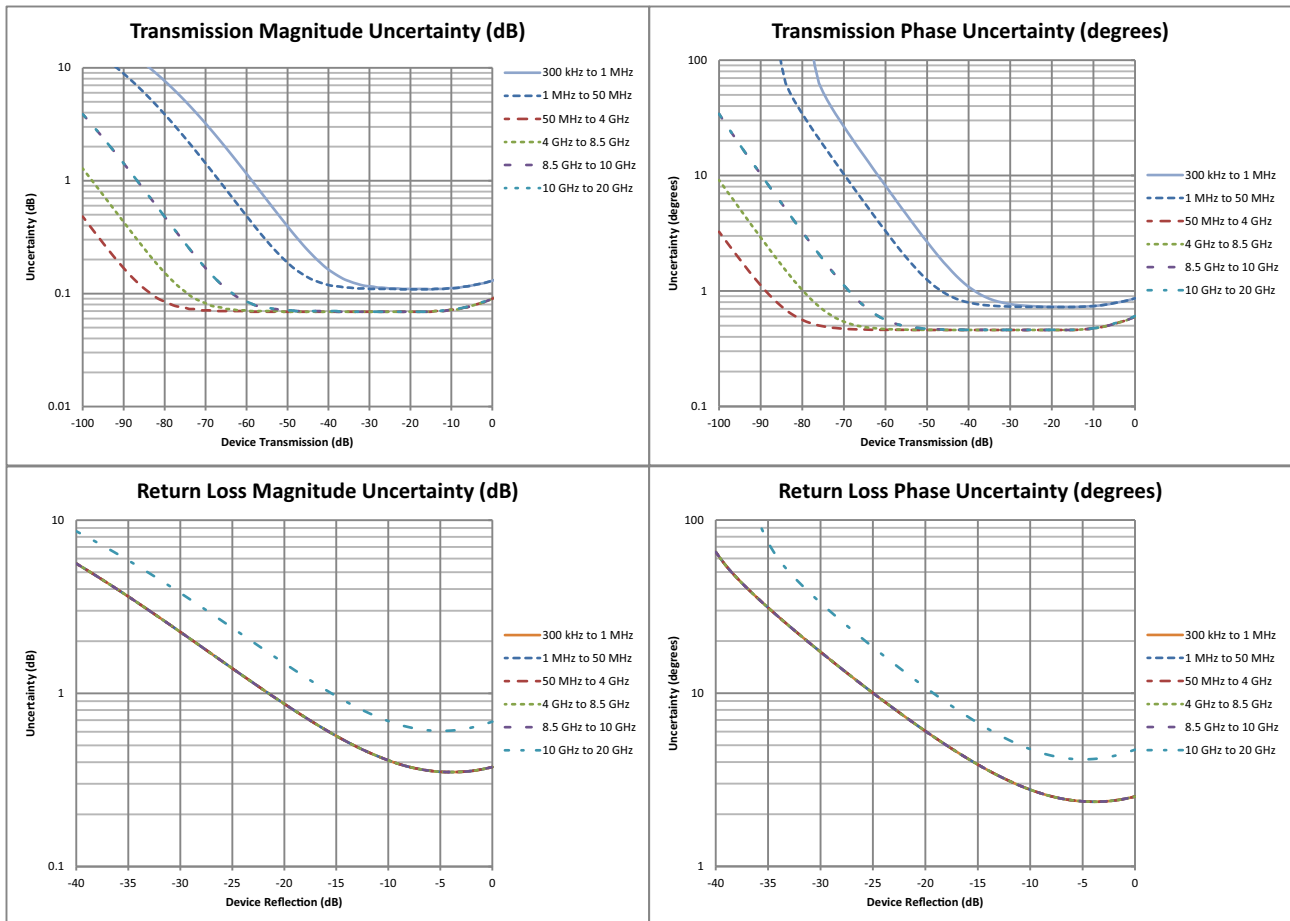 Transmission Magnitude Uncertainty (dB)
10
1
0.1
0.01
Uncertainty (dB)
-100 -90 -80 -70 -60 -50 -40 -30 -20 -10 0
Device Transmission (dB)
300 kHz to 1 MHz
1 MHz to 50 MHz
50 MHz to 4 GHz
4 GHz to 8.5 GHz
8.5 GHz to 10 GHz
10 GHz to 20 GHz
Transmission Phase Uncertainty (degrees)
100
10
1
0.1
Uncertainty (degrees)
-100 -90 -80 -70 -60 -50 -40 -30 -20 -10 0
Device Transmission (dB)
300 kHz to 1 MHz
1 MHz to 50 MHz
50 MHz to 4 GHz
4 GHz to 8.5 GHz
8.5 GHz to 10 GHz
10 GHz to 20 GHz
Return Loss Magnitude Uncertainty (dB)
10
1
0.1
Uncertainty (dB)
-40 -35 -30 -25 -20 -15 -10 -5 0
Device Reflection (dB)
300 kHz to 1 MHz
1 MHz to 50 MHz
50 MHz to 4 GHz
4 GHz to 8.5 GHz
8.5 GHz to 10 GHz
10 GHz to 20 GHz
Return Loss Phase Uncertainty (degrees)
100
10
1
Uncertainty (degrees)
-40 -35 -30 -25 -20 -15 -10 -5 0
Device Reflection (dB)
300 kHz to 1 MHz
1 MHz to 50 MHz
50 MHz to 4 GHz
4 GHz to 8.5 GHz
8.5 GHz to 10 GHz
10 GHz to 20 GHz